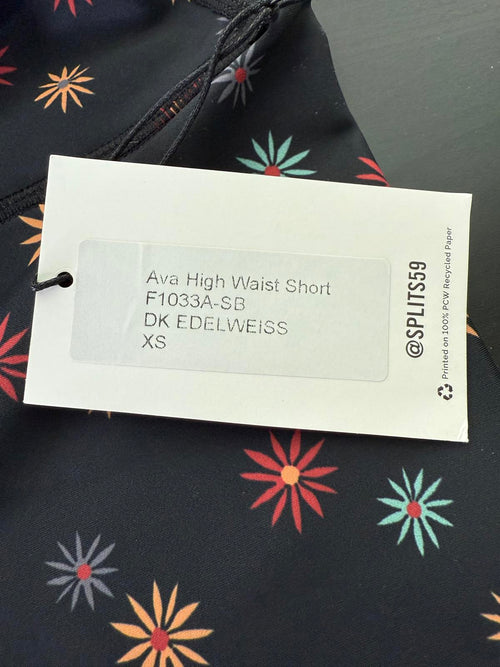 Ava High Waist Short
F1033A-SB
DK EDELWEISS
XS
@SPLITS59
Printed on 100% PCW Recycled Paper